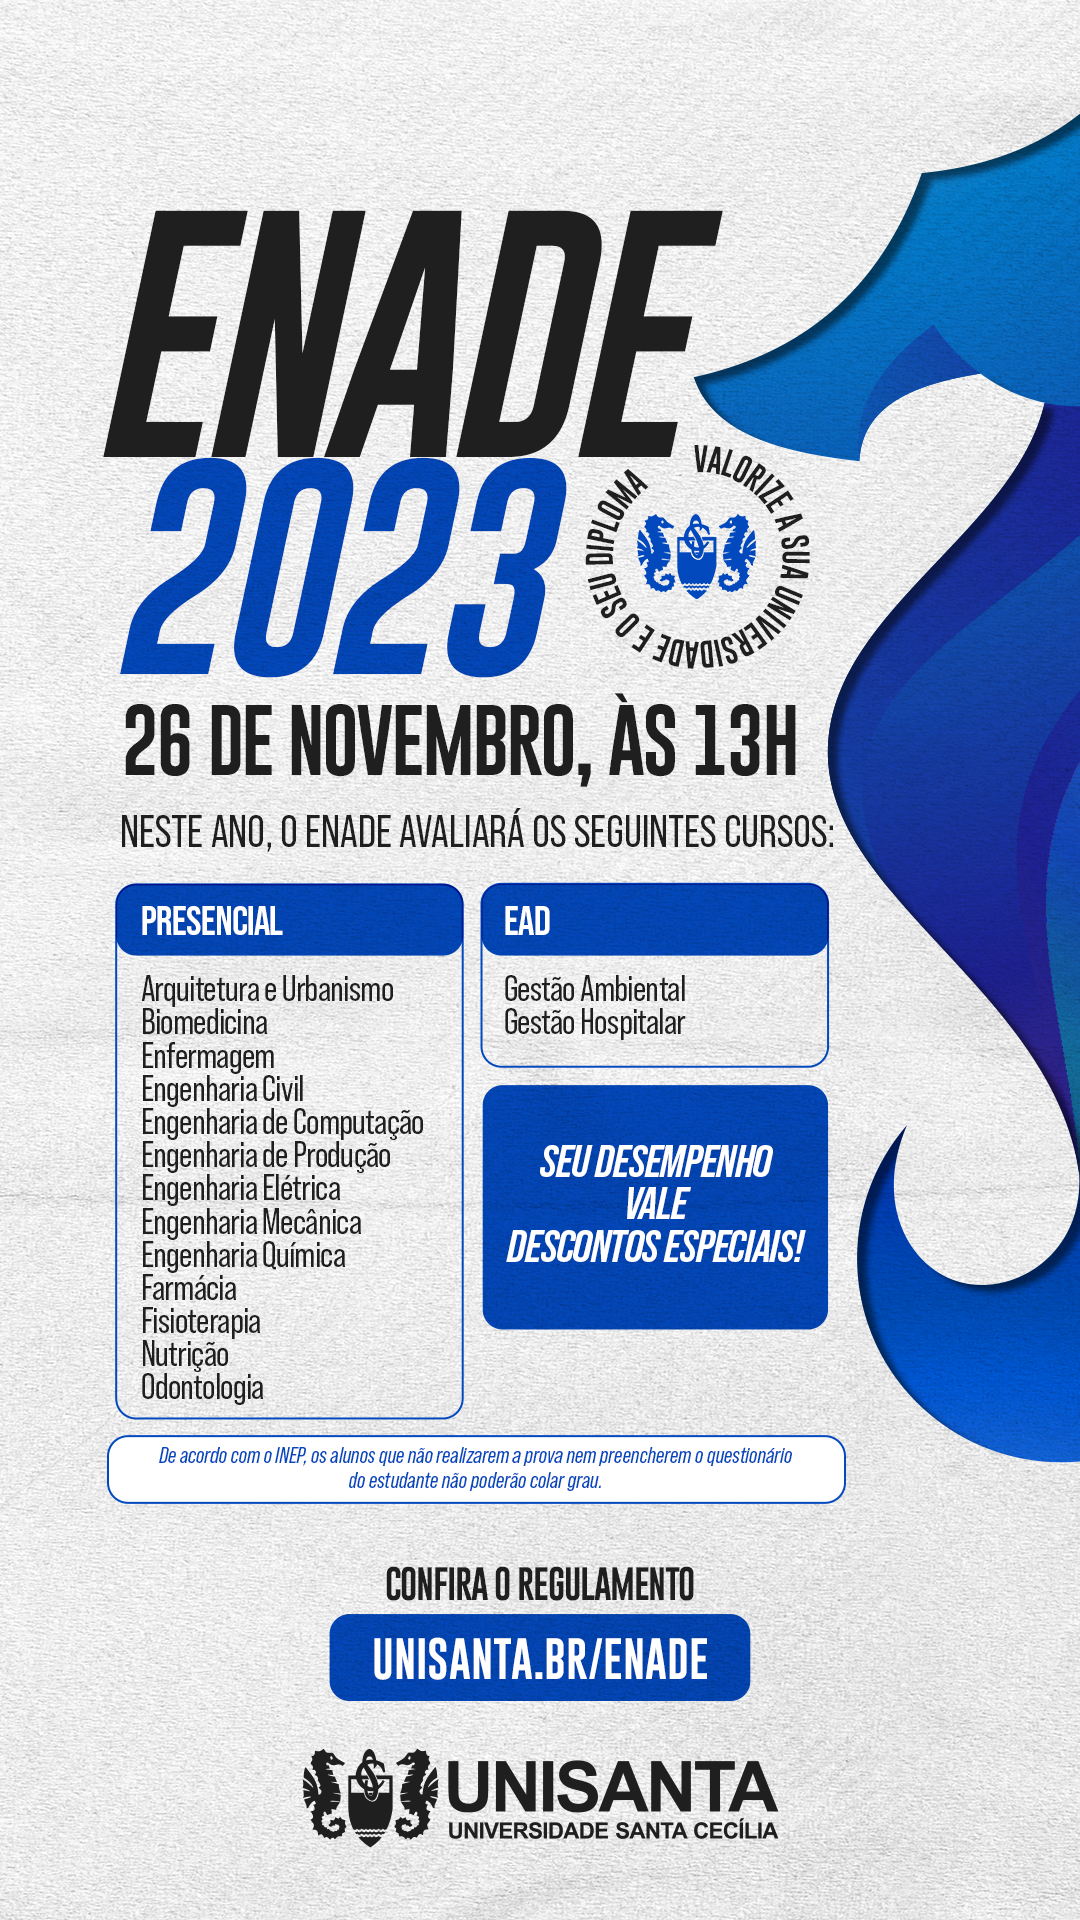 ENADE
2023
VALORIZE A SUA UNIVERSIDADE E O SEU DIPLOMA
26 DE NOVEMBRO, ÀS 13H
NESTE ANO, O ENADE AVALIARÁ OS SEGUINTES CURSOS:
PRESENCIAL
Arquitetura e Urbanismo
Biomedicina
Enfermagem
Engenharia Civil
Engenharia de Computação
Engenharia de Produção
Engenharia Elétrica
Engenharia Mecânica
Engenharia Química
Farmácia
Fisioterapia
Nutrição
Odontologia
EAD
Gestão Ambiental
Gestão Hospitalar
SEU DESEMPENHO
VALE
DESCONTOS ESPECIAIS!
De acordo com o INEP, os alunos que não realizarem a prova nem preencherem o questionário
do estudante não poderão colar grau.
CONFIRA O REGULAMENTO
UNISANTA.BR/ENADE
UNISANTA
UNIVERSIDADE SANTA CECÍLIA